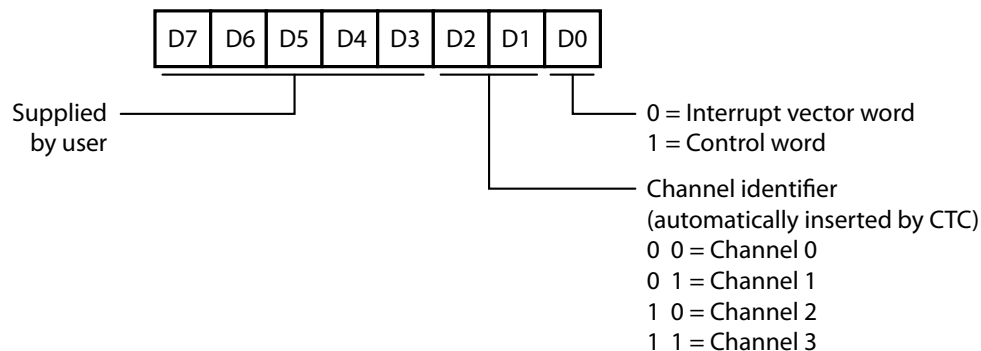 D7 D6 D5 D4 D3 D2 D1 D0
Supplied
by user
0 = Interrupt vector word
1 = Control word
Channel identifier
(automatically inserted by CTC)
0 0 = Channel 0
0 1 = Channel 1
1 0 = Channel 2
1 1 = Channel 3